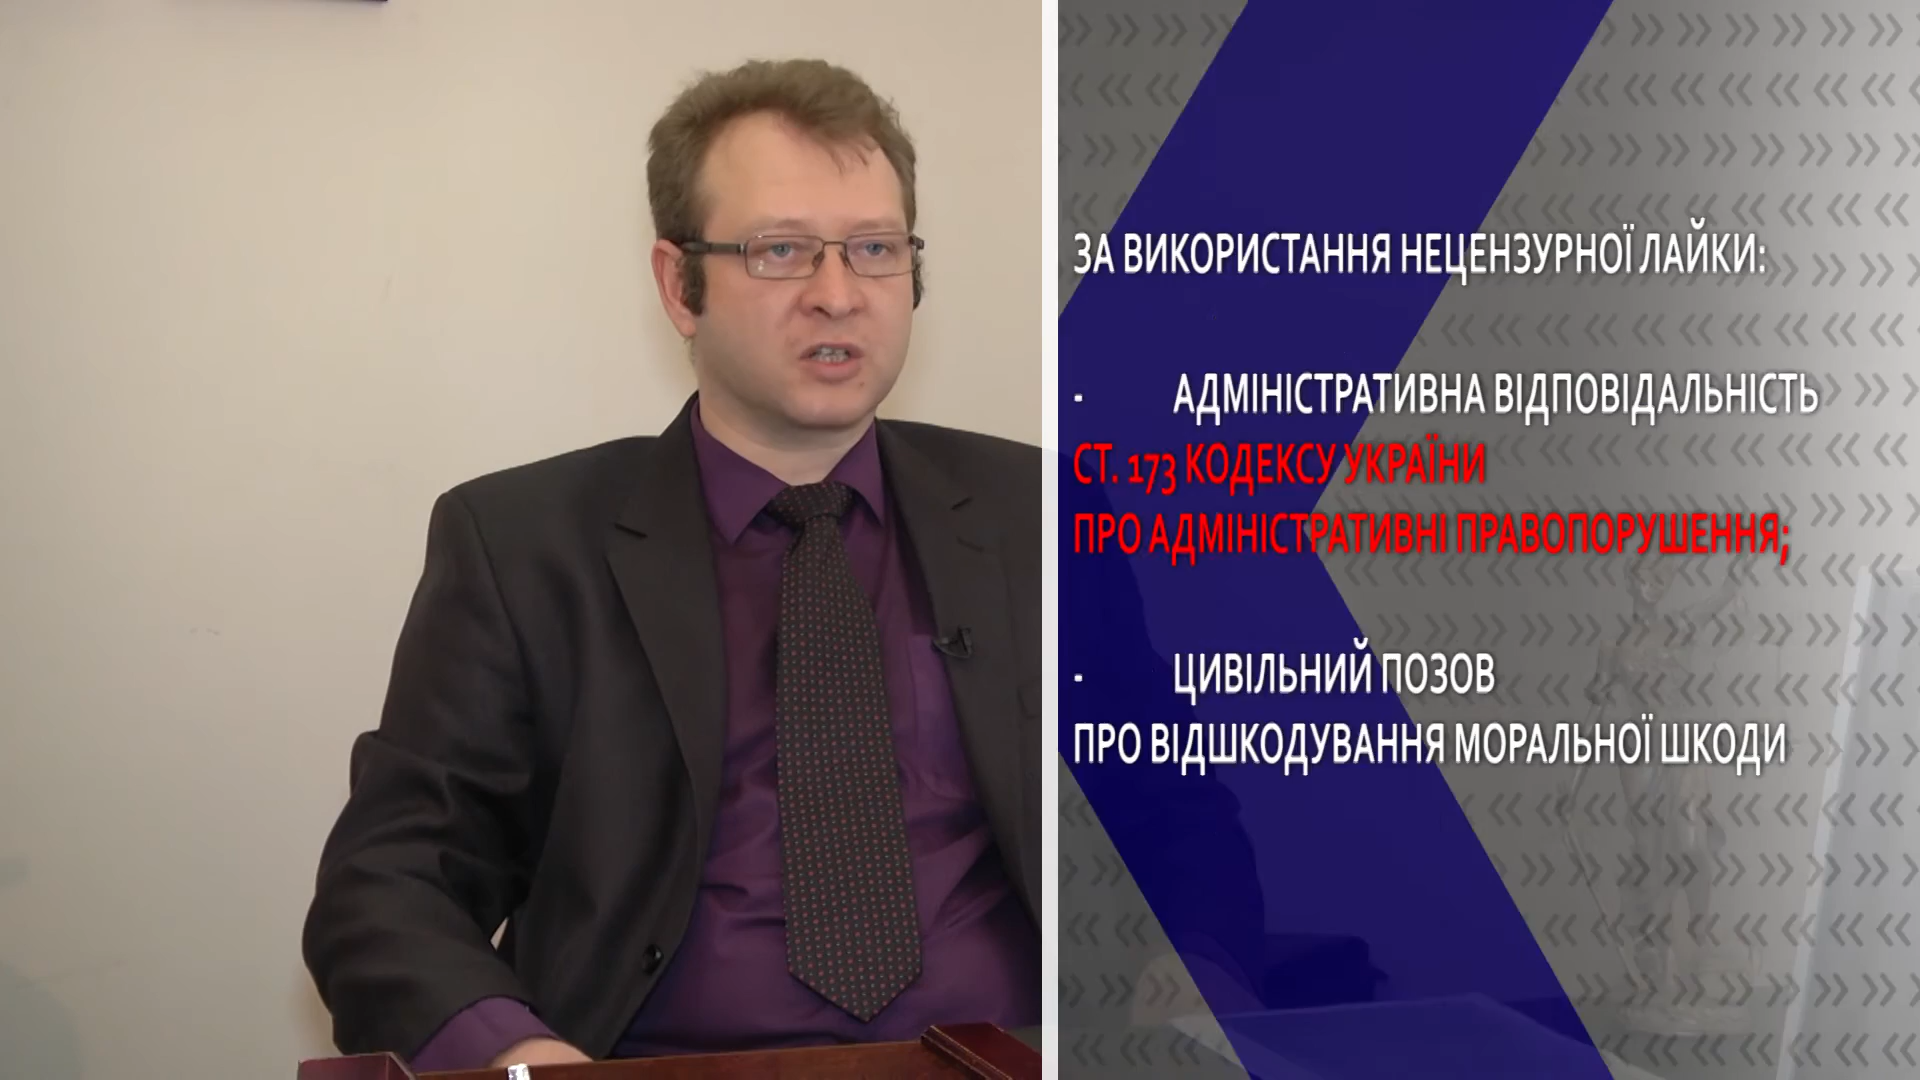 ЗА ВИКОРИСТАННЯ НЕЦЕНЗУРНОЇ ЛАЙКИ:
- АДМІНІСТРАТИВНА ВІДПОВІДАЛЬНІСТЬ
СТ. 173 КОДЕКСУ УКРАЇНИ
ПРО АДМІНІСТРАТИВНІ ПРАВОПОРУШЕННЯ;
- ЦИВІЛЬНИЙ ПОЗОВ
ПРО ВІДШКОДУВАННЯ МОРАЛЬНОЇ ШКОДИ